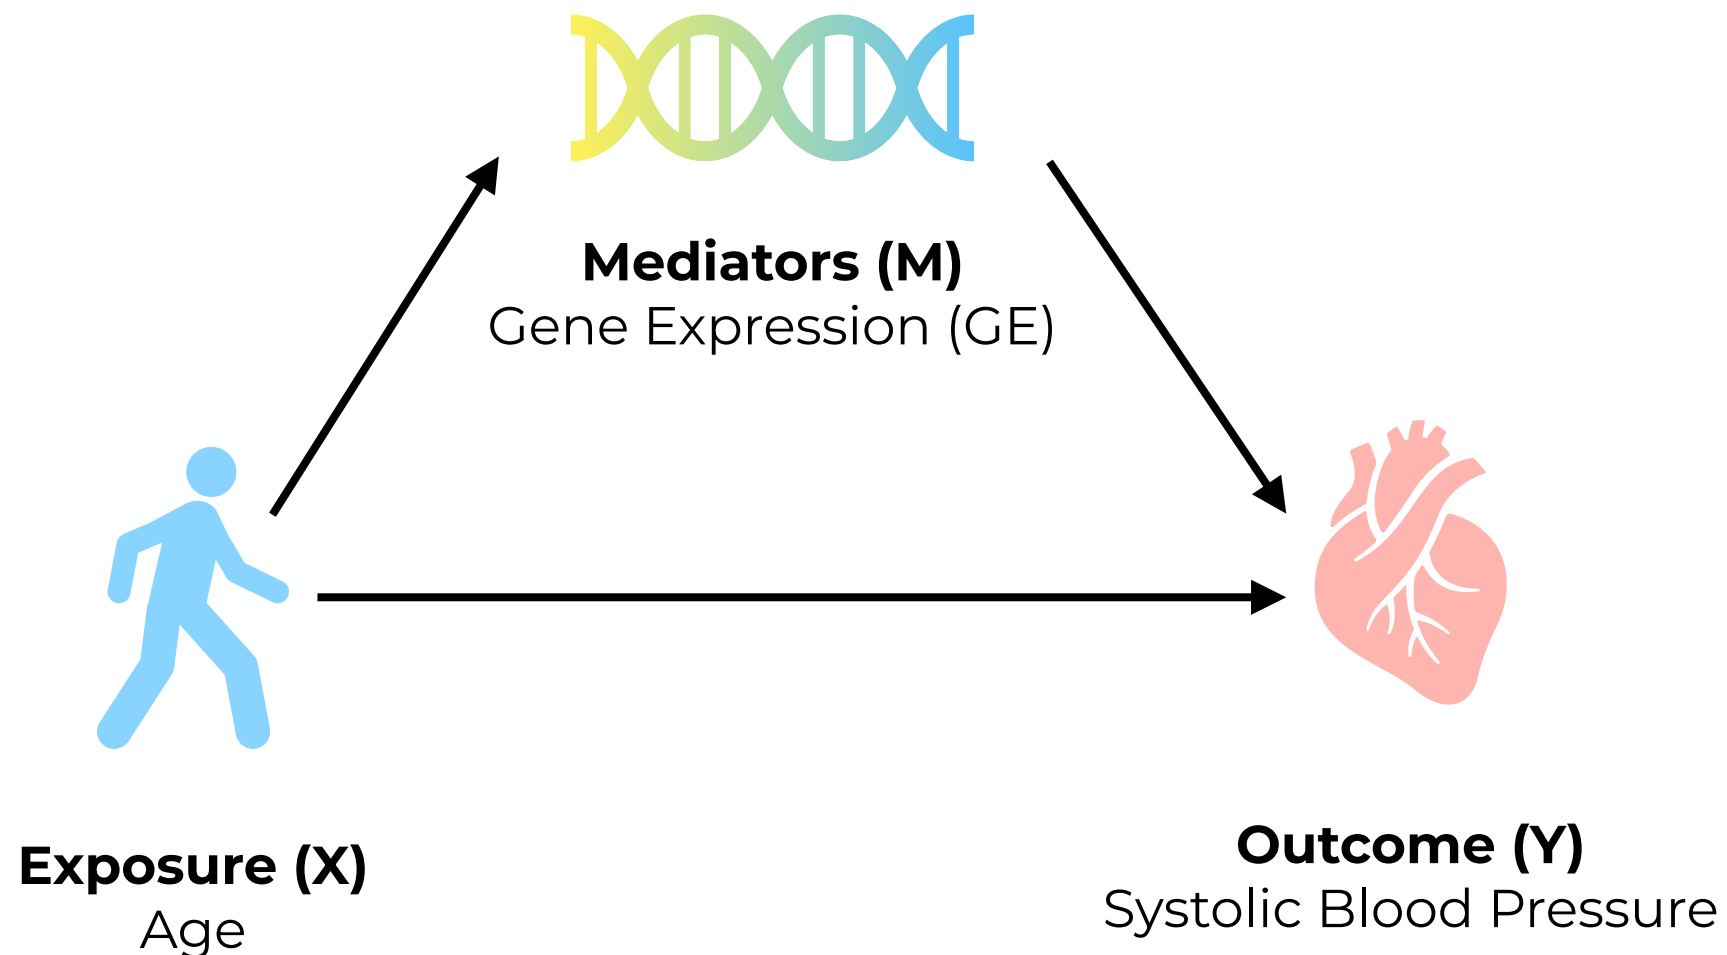 Mediators (M)
Gene Expression (GE)
Exposure (X)
Age
Outcome (Y)
Systolic Blood Pressure